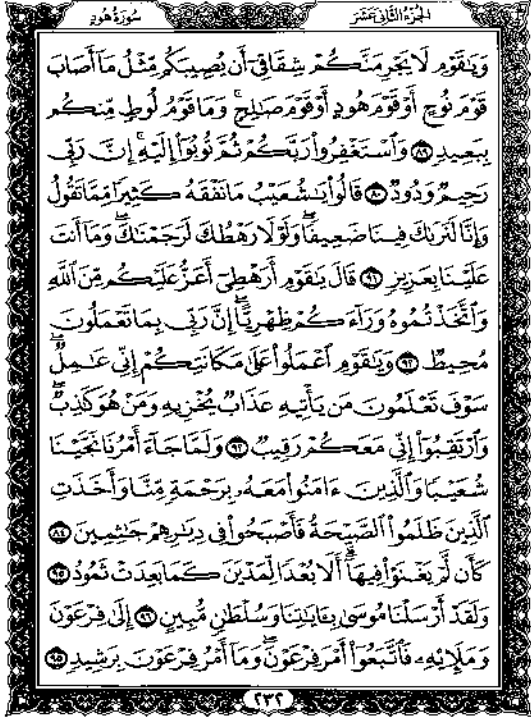 الجزء الثاني عشر
سورة هود
وَيَٰقَوْمِ لَا يَجْرِمَنَّكُمْ شِقَاقِىٓ أَن يُصِيبَكُم مِّثْلُ مَآ أَصَابَ
قَوْمَ نُوحٍ أَوْ قَوْمَ هُودٍ أَوْ قَوْمَ صَٰلِحٍۚ وَمَا قَوْمُ لُوطٍ مِّنكُم
بِبَعِيدٍ ٨٩ وَٱسْتَغْفِرُوا۟ رَبَّكُمْ ثُمَّ تُوبُوٓا۟ إِلَيْهِۚ إِنَّ رَبِّى
رَحِيمٌ وَدُودٌ ٩٠ قَالُوا۟ يَٰشُعَيْبُ مَا نَفْقَهُ كَثِيرًا مِّمَّا تَقُولُ
وَإِنَّا لَنَرَىٰكَ فِينَا ضَعِيفًاۖ وَلَوْلَا رَهْطُكَ لَرَجَمْنَٰكَۖ وَمَآ أَنتَ
عَلَيْنَا بِعَزِيزٍ ٩١ قَالَ يَٰقَوْمِ أَرَهْطِىٓ أَعَزُّ عَلَيْكُم مِّنَ ٱللَّهِ
وَٱتَّخَذْتُمُوهُ وَرَآءَكُمْ ظِهْرِيًّاۖ إِنَّ رَبِّى بِمَا تَعْمَلُونَ
مُحِيطٌ ٩٢ وَيَٰقَوْمِ ٱعْمَلُوا۟ عَلَىٰ مَكَانَتِكُمْ إِنِّى عَٰمِلٌۖ
سَوْفَ تَعْلَمُونَ مَن يَأْتِيهِ عَذَابٌ يُخْزِيهِ وَمَنْ هُوَ كَٰذِبٌۖ
وَٱرْتَقِبُوٓا۟ إِنِّى مَعَكُمْ رَقِيبٌ ٩٣ وَلَمَّا جَآءَ أَمْرُنَا نَجَّيْنَا
شُعَيْبًا وَٱلَّذِينَ ءَامَنُوا۟ مَعَهُۥ بِرَحْمَةٍ مِّنَّا وَأَخَذَتِ
ٱلَّذِينَ ظَلَمُوا۟ ٱلصَّيْحَةُ فَأَصْبَحُوا۟ فِى دِيَٰرِهِمْ جَٰثِمِينَ ٩٤
كَأَن لَّمْ يَغْنَوْا۟ فِيهَآۗ أَلَا بُعْدًا لِّمَدْيَنَ كَمَا بَعِدَتْ ثَمُودُ ٩٥
وَلَقَدْ أَرْسَلْنَا مُوسَىٰ بِـَٔايَٰتِنَا وَسُلْطَٰنٍ مُّبِينٍ ٩٦ إِلَىٰ فِرْعَوْنَ
وَمَلَإِي۟هِۦ فَٱتَّبَعُوٓا۟ أَمْرَ فِرْعَوْنَۖ وَمَآ أَمْرُ فِرْعَوْنَ بِرَشِيدٍ ٩٧
٢٣٢